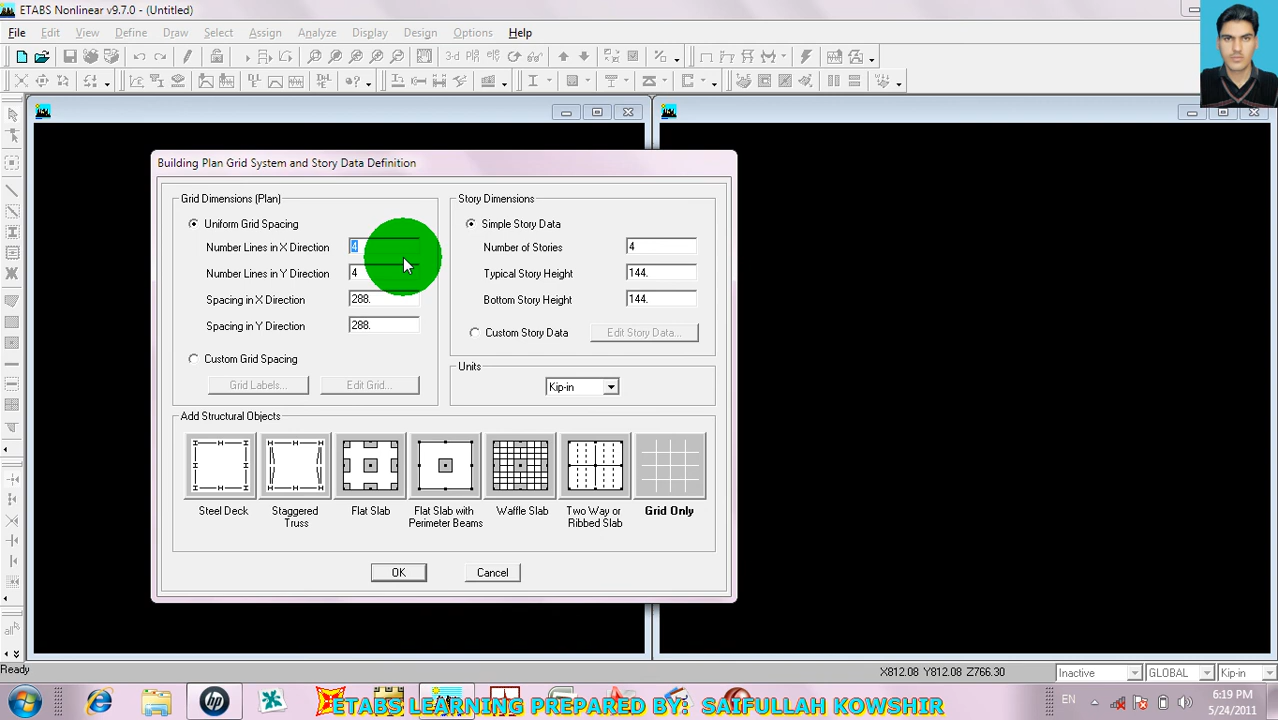 ETABS Nonlinear v9.7.0 - (Untitled)
File Edit View Define Draw Select Assign Analyze Display Design Options Help
3-d
Building Plan Grid System and Story Data Definition
Grid Dimensions (Plan)
Uniform Grid Spacing
Number Lines in X Direction 4
Number Lines in Y Direction 4
Spacing in X Direction 288.
Spacing in Y Direction 288.
Custom Grid Spacing
Grid Labels... Edit Grid...
Story Dimensions
Simple Story Data
Number of Stories 4
Typical Story Height 144.
Bottom Story Height 144.
Custom Story Data Edit Story Data...
Units
Kip-in
Add Structural Objects
Steel Deck
Staggered
Truss
Flat Slab
Flat Slab with
Perimeter Beams
Waffle Slab
Two Way or
Ribbed Slab
Grid Only
OK Cancel
all
Ready X812.08 Y812.08 Z766.30 Inactive GLOBAL Kip-in
hp
EN
6:19 PM
5/24/2011
ETABS LEARNING PREPARED BY: SAIFULLAH KOWSHIR